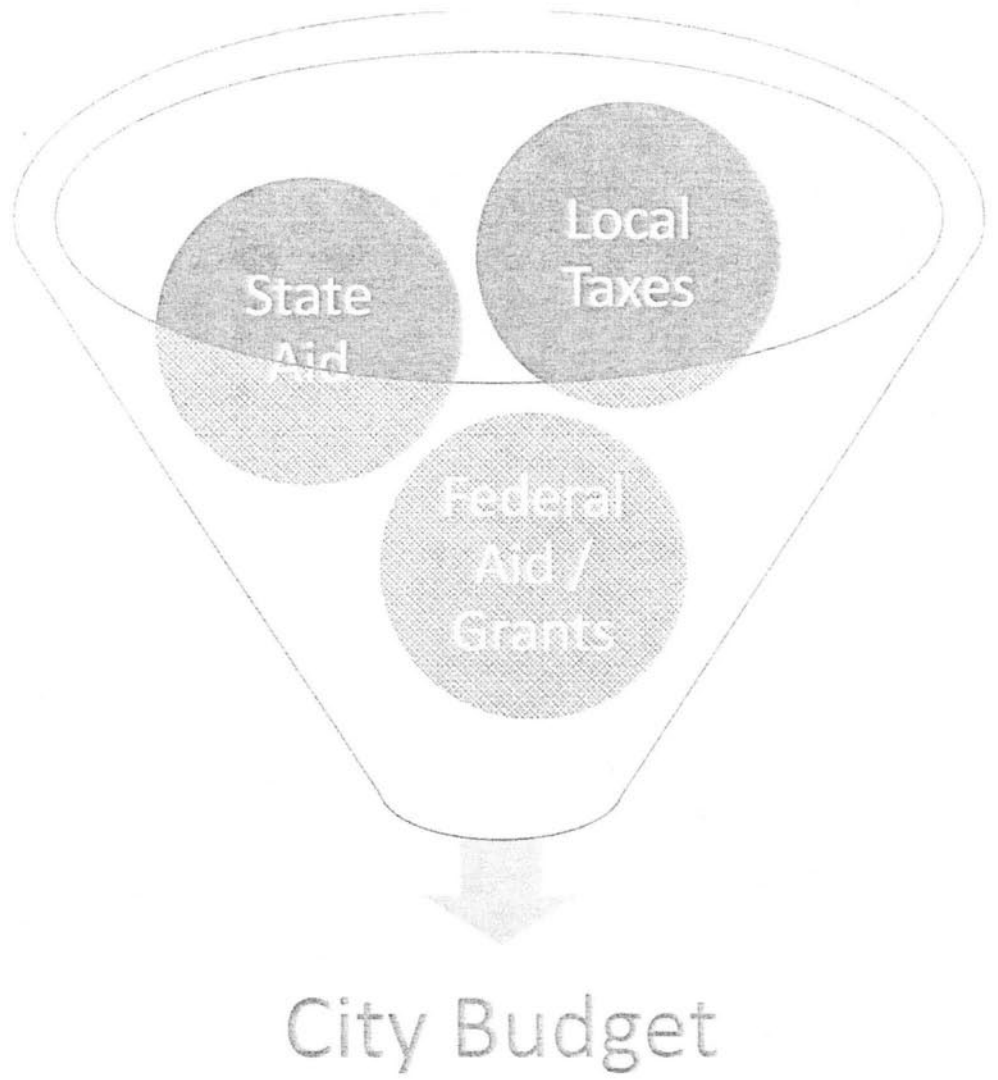 Local
Taxes
State
Aid
Federal
Aid /
Grants
City Budget